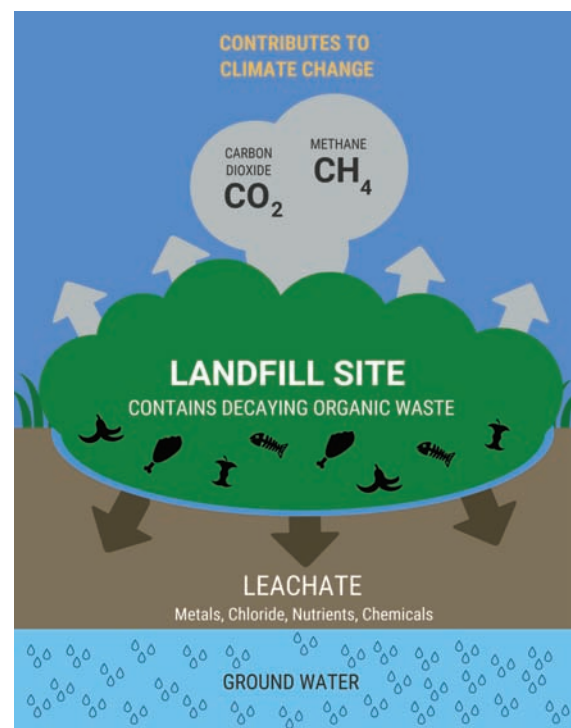 CONTRIBUTES TO
CLIMATE CHANGE
CARBON
DIOXIDE
CO₂
METHANE
CH₄
LANDFILL SITE
CONTAINS DECAYING ORGANIC WASTE
LEACHATE
Metals, Chloride, Nutrients, Chemicals
GROUND WATER